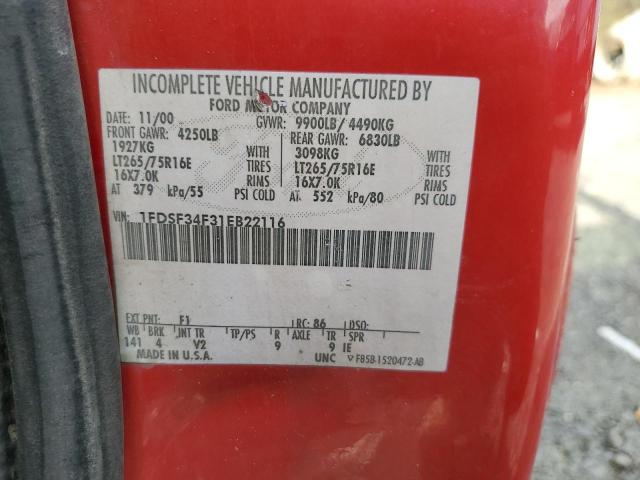 INCOMPLETE VEHICLE MANUFACTURED BY
FORD MOTOR COMPANY
DATE: 11/00 GVWR: 9900LB/ 4490KG
FRONT GAWR: 4250LB REAR GAWR: 6830LB
1927KG WITH 3098KG WITH
LT265/75R16E TIRES LT265/75R16E TIRES
16X7.0K RIMS 16X7.0K RIMS
AT 379 kPa/55 PSI COLD AT 552 kPa/80 PSI COLD
VIN: 1FDSF34F31EB22116
EXT PNT: F1 RC: 86 DSO:
WB BRK INT TR TP/PS R AXLE TR SPR
141 4 V2 9 9 IE
MADE IN U.S.A. UNC F85B-1520472-AB